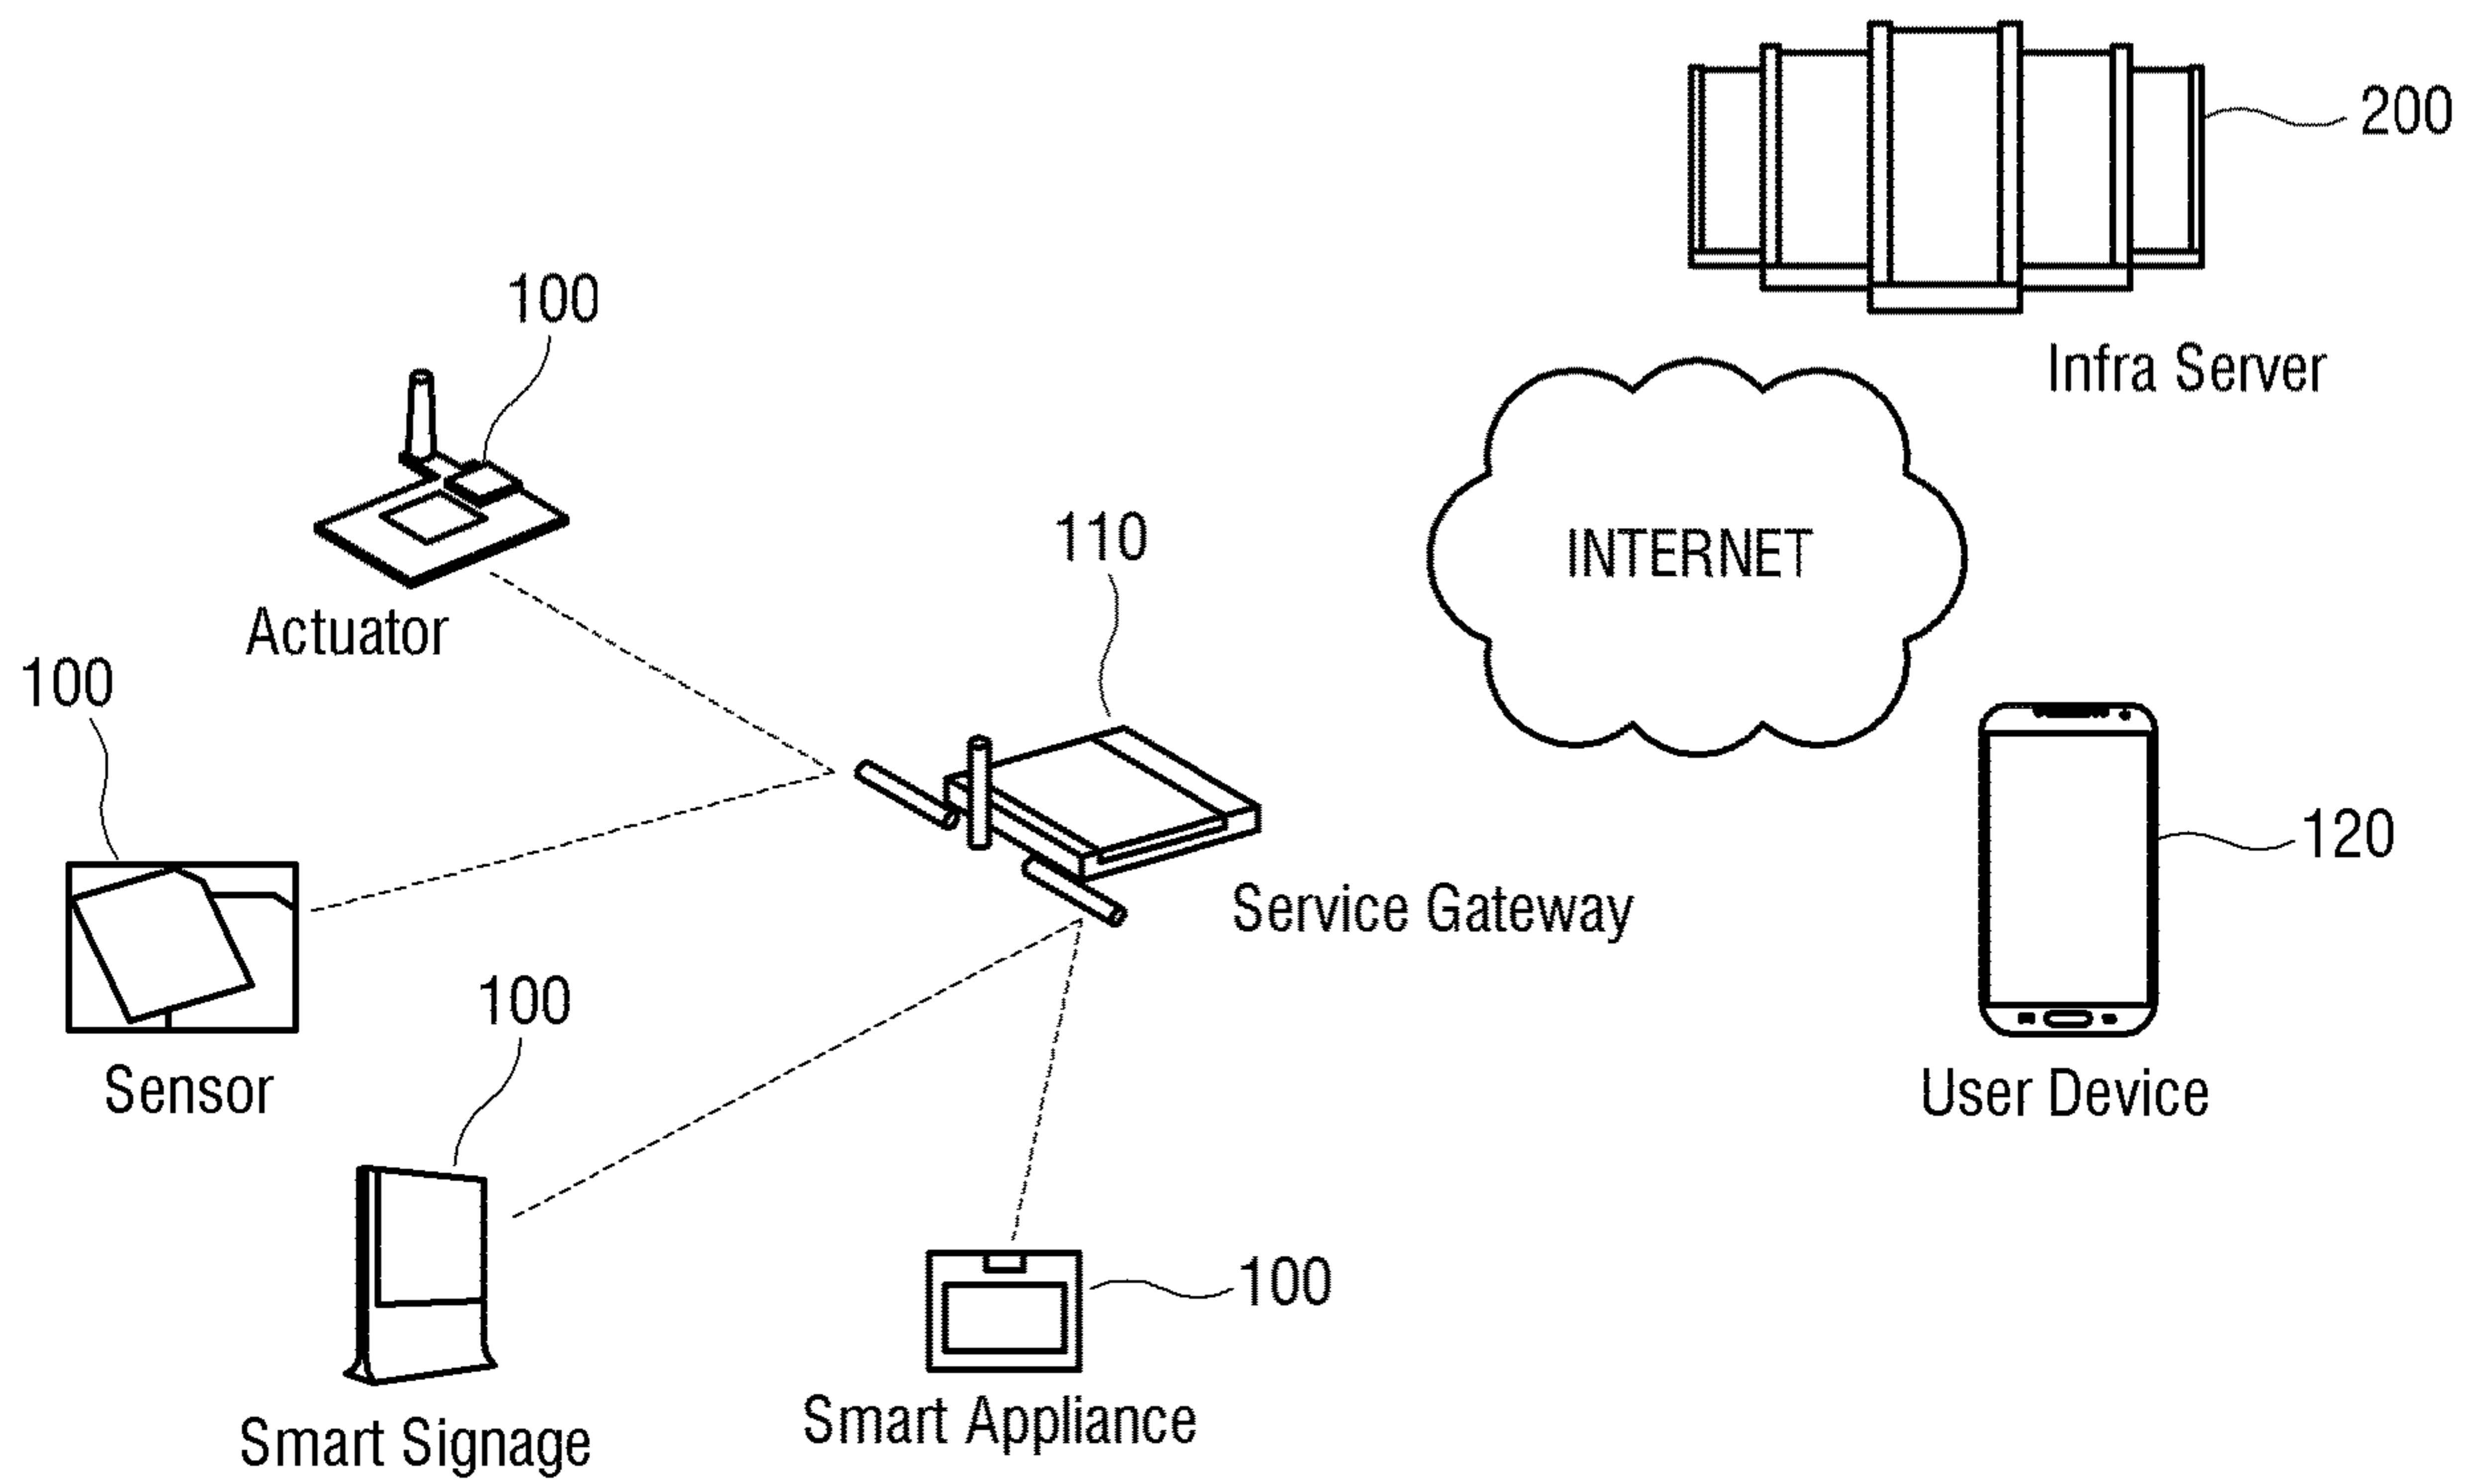 200
Infra Server
100
Actuator
INTERNET
110
100
Service Gateway
120
Sensor
100
User Device
100
Smart Appliance
Smart Signage